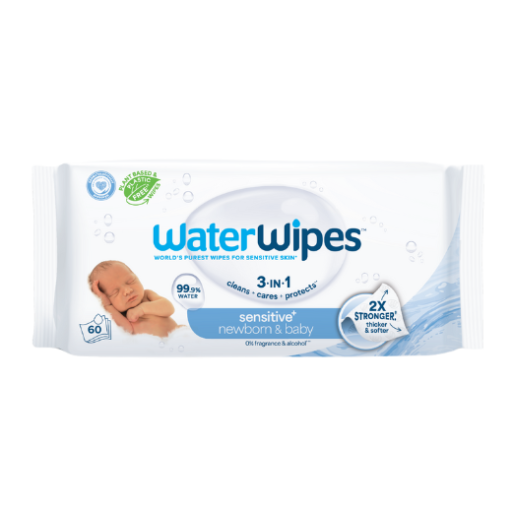 PLANT BASED &
PLASTIC
FREE
WIPES
WaterWipes™
WORLD'S PUREST WIPES FOR SENSITIVE SKIN*
3-IN-1
cleans • cares • protects
99.9%
WATER
sensitive+
newborn & baby
0% fragrance & alcohol
60
2X
STRONGER,†
thicker
& softer